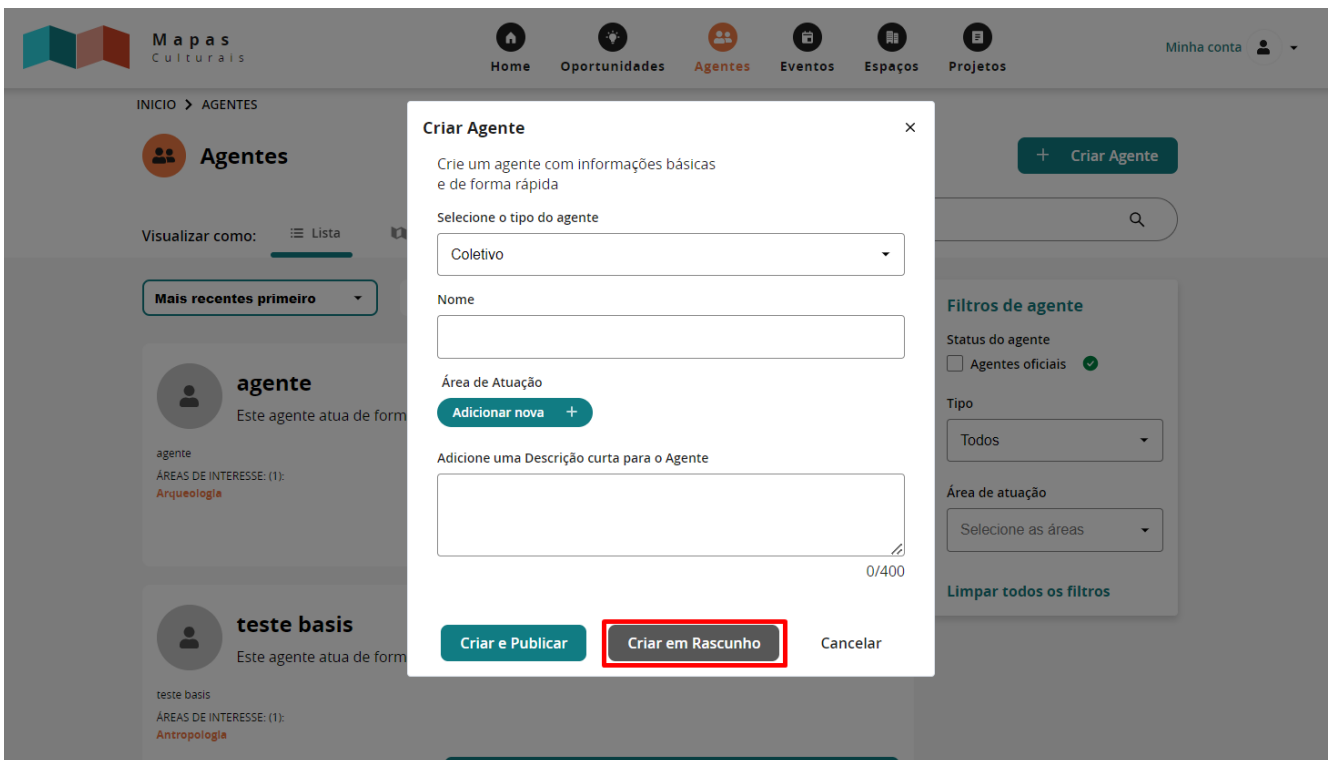 Mapas
Culturais
Home
Oportunidades
Agentes
Eventos
Espaços
Projetos
Minha conta
INICIO > AGENTES
Agentes
+ Criar Agente
Visualizar como:
Lista
Mais recentes primeiro
agente
Este agente atua de form
agente
ÁREAS DE INTERESSE: (1):
Arqueologia
teste basis
Este agente atua de form
teste basis
ÁREAS DE INTERESSE: (1):
Antropologia
Criar Agente
×
Crie um agente com informações básicas
e de forma rápida
Selecione o tipo do agente
Coletivo
Nome
Área de Atuação
Adicionar nova +
Adicione uma Descrição curta para o Agente
0/400
Criar e Publicar
Criar em Rascunho
Cancelar
Filtros de agente
Status do agente
Agentes oficiais
Tipo
Todos
Área de atuação
Selecione as áreas
Limpar todos os filtros